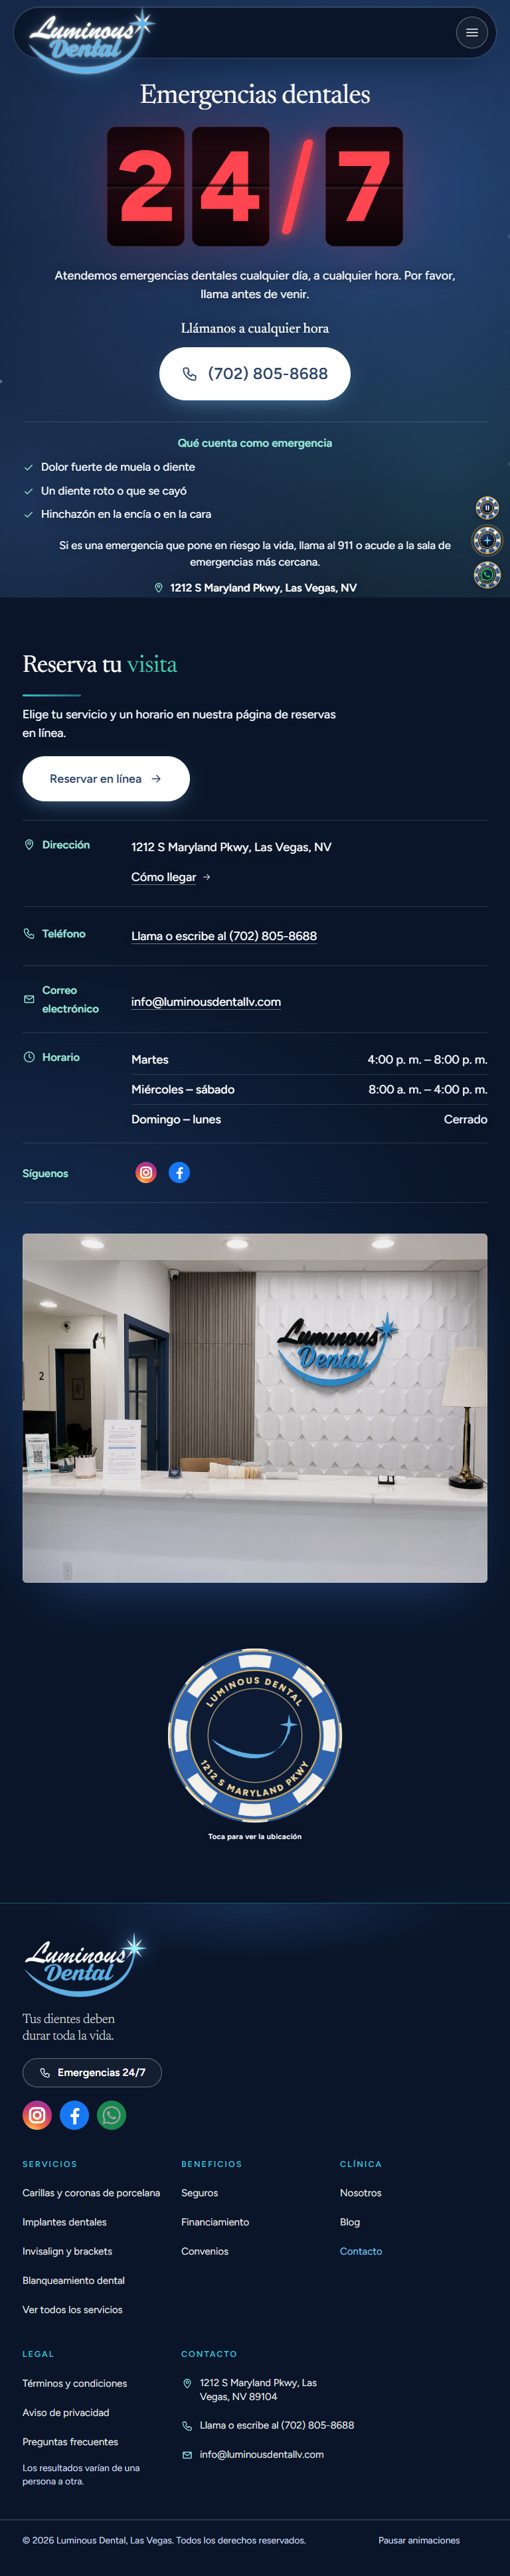 Luminous
Dental
Emergencias dentales
24/7
Atendemos emergencias dentales cualquier día, a cualquier hora. Por favor,
llama antes de venir.
Llámanos a cualquier hora
(702) 805-8688
Qué cuenta como emergencia
Dolor fuerte de muela o diente
Un diente roto o que se cayó
Hinchazón en la encía o en la cara
Si es una emergencia que pone en riesgo la vida, llama al 911 o acude a la sala de
emergencias más cercana.
1212 S Maryland Pkwy, Las Vegas, NV
Reserva tu visita
Elige tu servicio y un horario en nuestra página de reservas
en línea.
Reservar en línea →
Dirección
1212 S Maryland Pkwy, Las Vegas, NV
Cómo llegar →
Teléfono
Llama o escribe al (702) 805-8688
Correo
electrónico
info@luminousdentallv.com
Horario
Martes 4:00 p. m. – 8:00 p. m.
Miércoles – sábado 8:00 a. m. – 4:00 p. m.
Domingo – lunes Cerrado
Síguenos
Luminous
Dental
2
LUMINOUS DENTAL
1212 S MARYLAND PKWY
Toca para ver la ubicación
Luminous
Dental
Tus dientes deben
durar toda la vida.
Emergencias 24/7
SERVICIOS
Carillas y coronas de porcelana
Implantes dentales
Invisalign y brackets
Blanqueamiento dental
Ver todos los servicios
BENEFICIOS
Seguros
Financiamiento
Convenios
CLÍNICA
Nosotros
Blog
Contacto
LEGAL
Términos y condiciones
Aviso de privacidad
Preguntas frecuentes
Los resultados varían de una
persona a otra.
CONTACTO
1212 S Maryland Pkwy, Las
Vegas, NV 89104
Llama o escribe al (702) 805-8688
info@luminousdentallv.com
© 2026 Luminous Dental, Las Vegas. Todos los derechos reservados.
Pausar animaciones